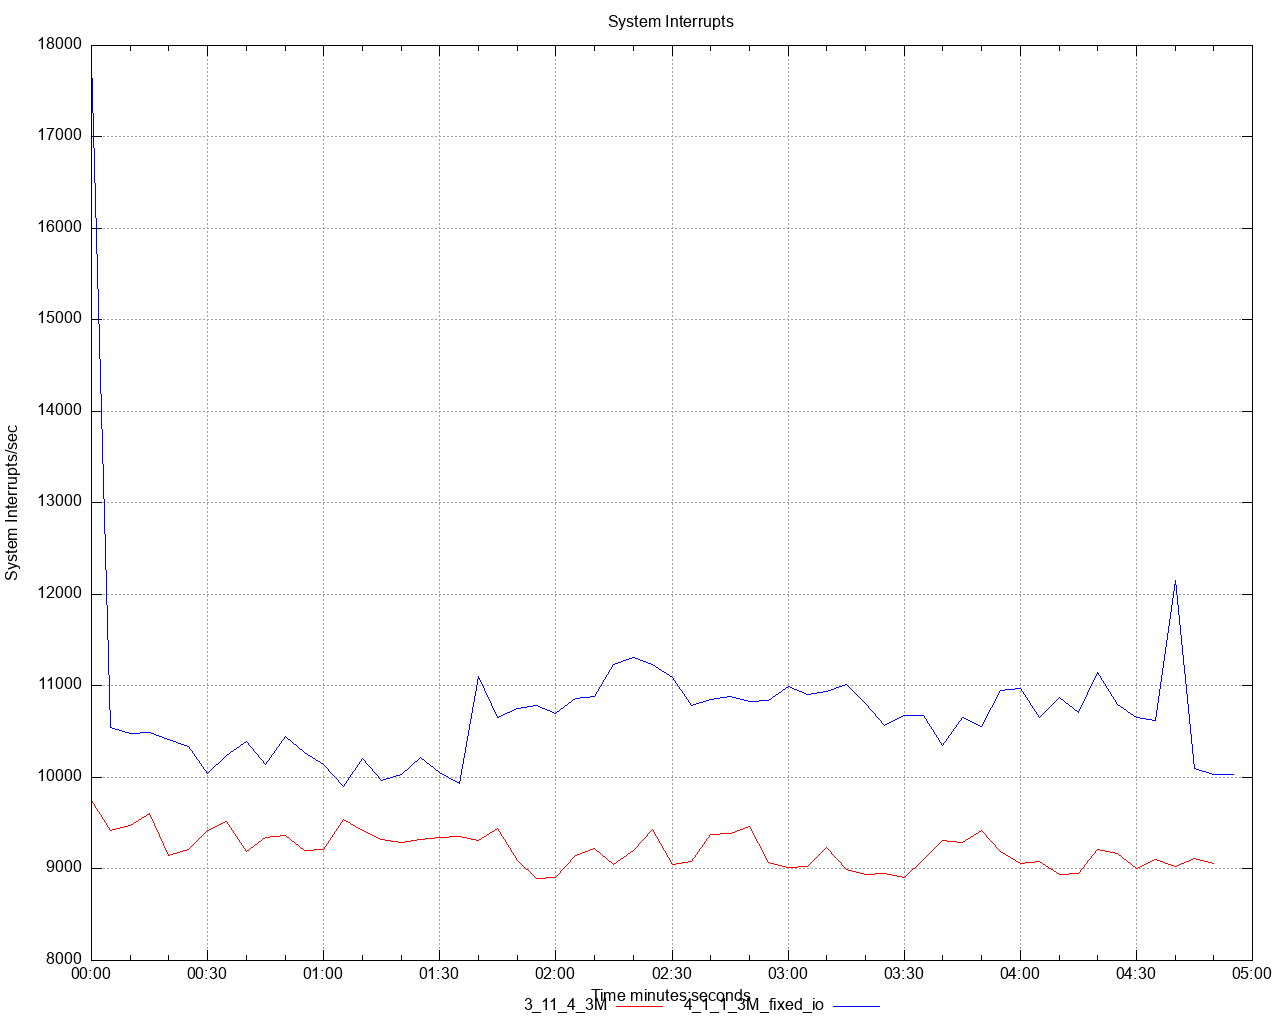 System Interrupts
18000
17000
16000
15000
14000
13000
12000
11000
10000
9000
8000
System Interrupts/sec
00:00 00:30 01:00 01:30 02:00 02:30 03:00 03:30 04:00 04:30 05:00
Time minutes:seconds
3_11_4_3M 4_1_1_3M_fixed_io